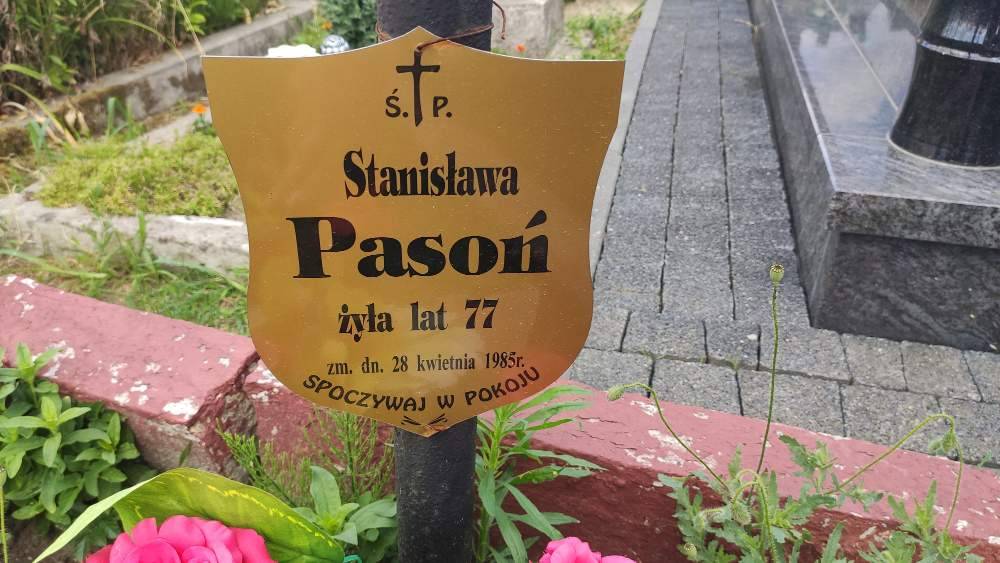 Ś. P.
Stanisława
Pasoń
żyła lat 77
zm. dn. 28 kwietnia 1985r.
SPOCZYWAJ W POKOJU